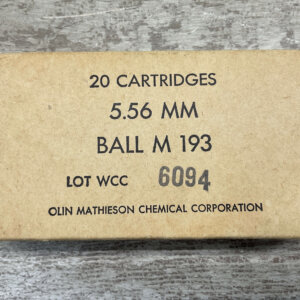 20 CARTRIDGES
5.56 MM
BALL M 193
LOT WCC 6094
OLIN MATHIESON CHEMICAL CORPORATION